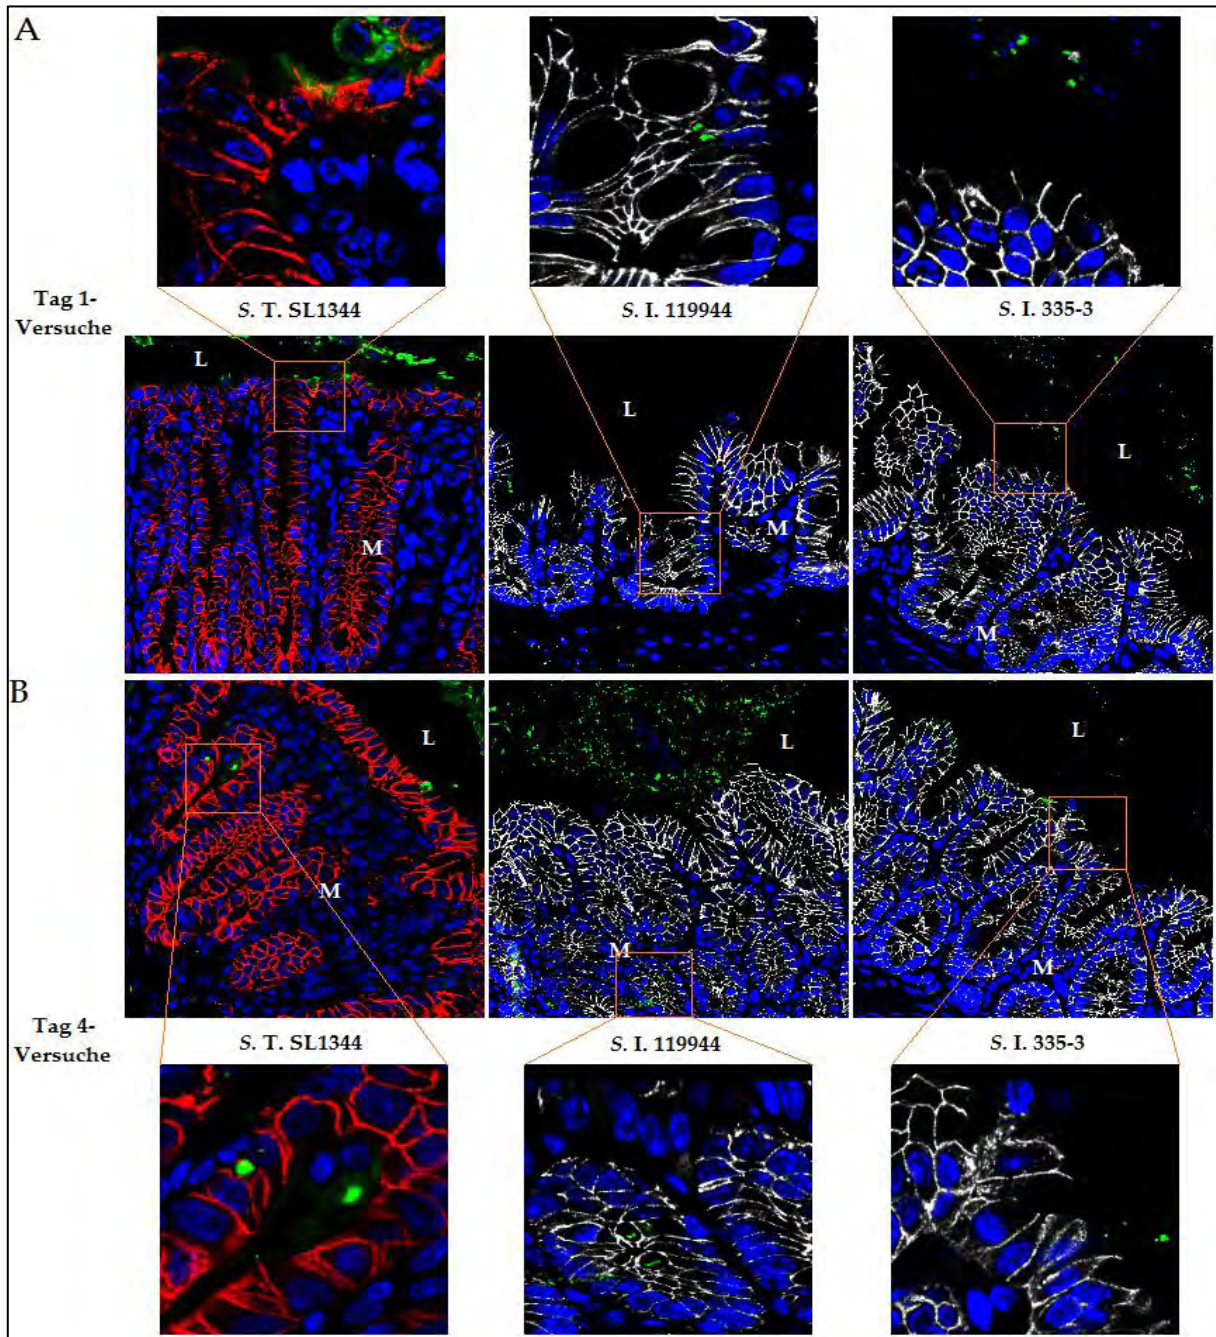 A
Tag 1-
Versuche
S. T. SL1344
S. I. 119944
S. I. 335-3
L
L
L
M
M
M
B
L
L
L
M
M
M
Tag 4-
Versuche
S. T. SL1344
S. I. 119944
S. I. 335-3